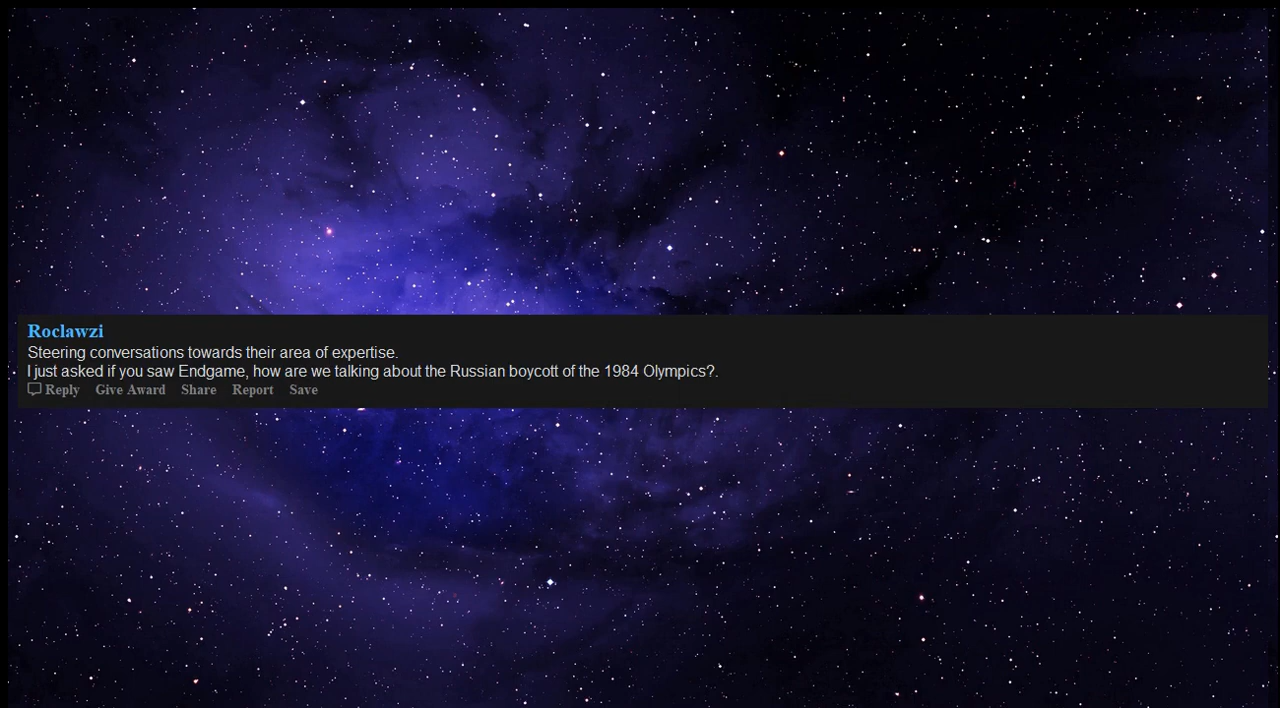 Roclawzi
Steering conversations towards their area of expertise.
I just asked if you saw Endgame, how are we talking about the Russian boycott of the 1984 Olympics?.
Reply Give Award Share Report Save